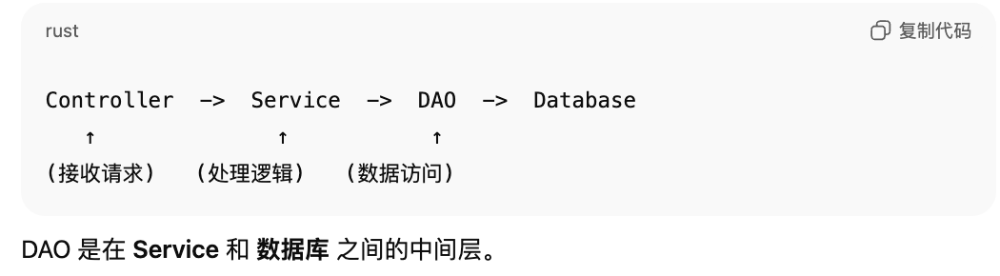 rust 复制代码
Controller -> Service -> DAO -> Database
↑ ↑ ↑
(接收请求) (处理逻辑) (数据访问)
DAO 是在 Service 和 数据库 之间的中间层。